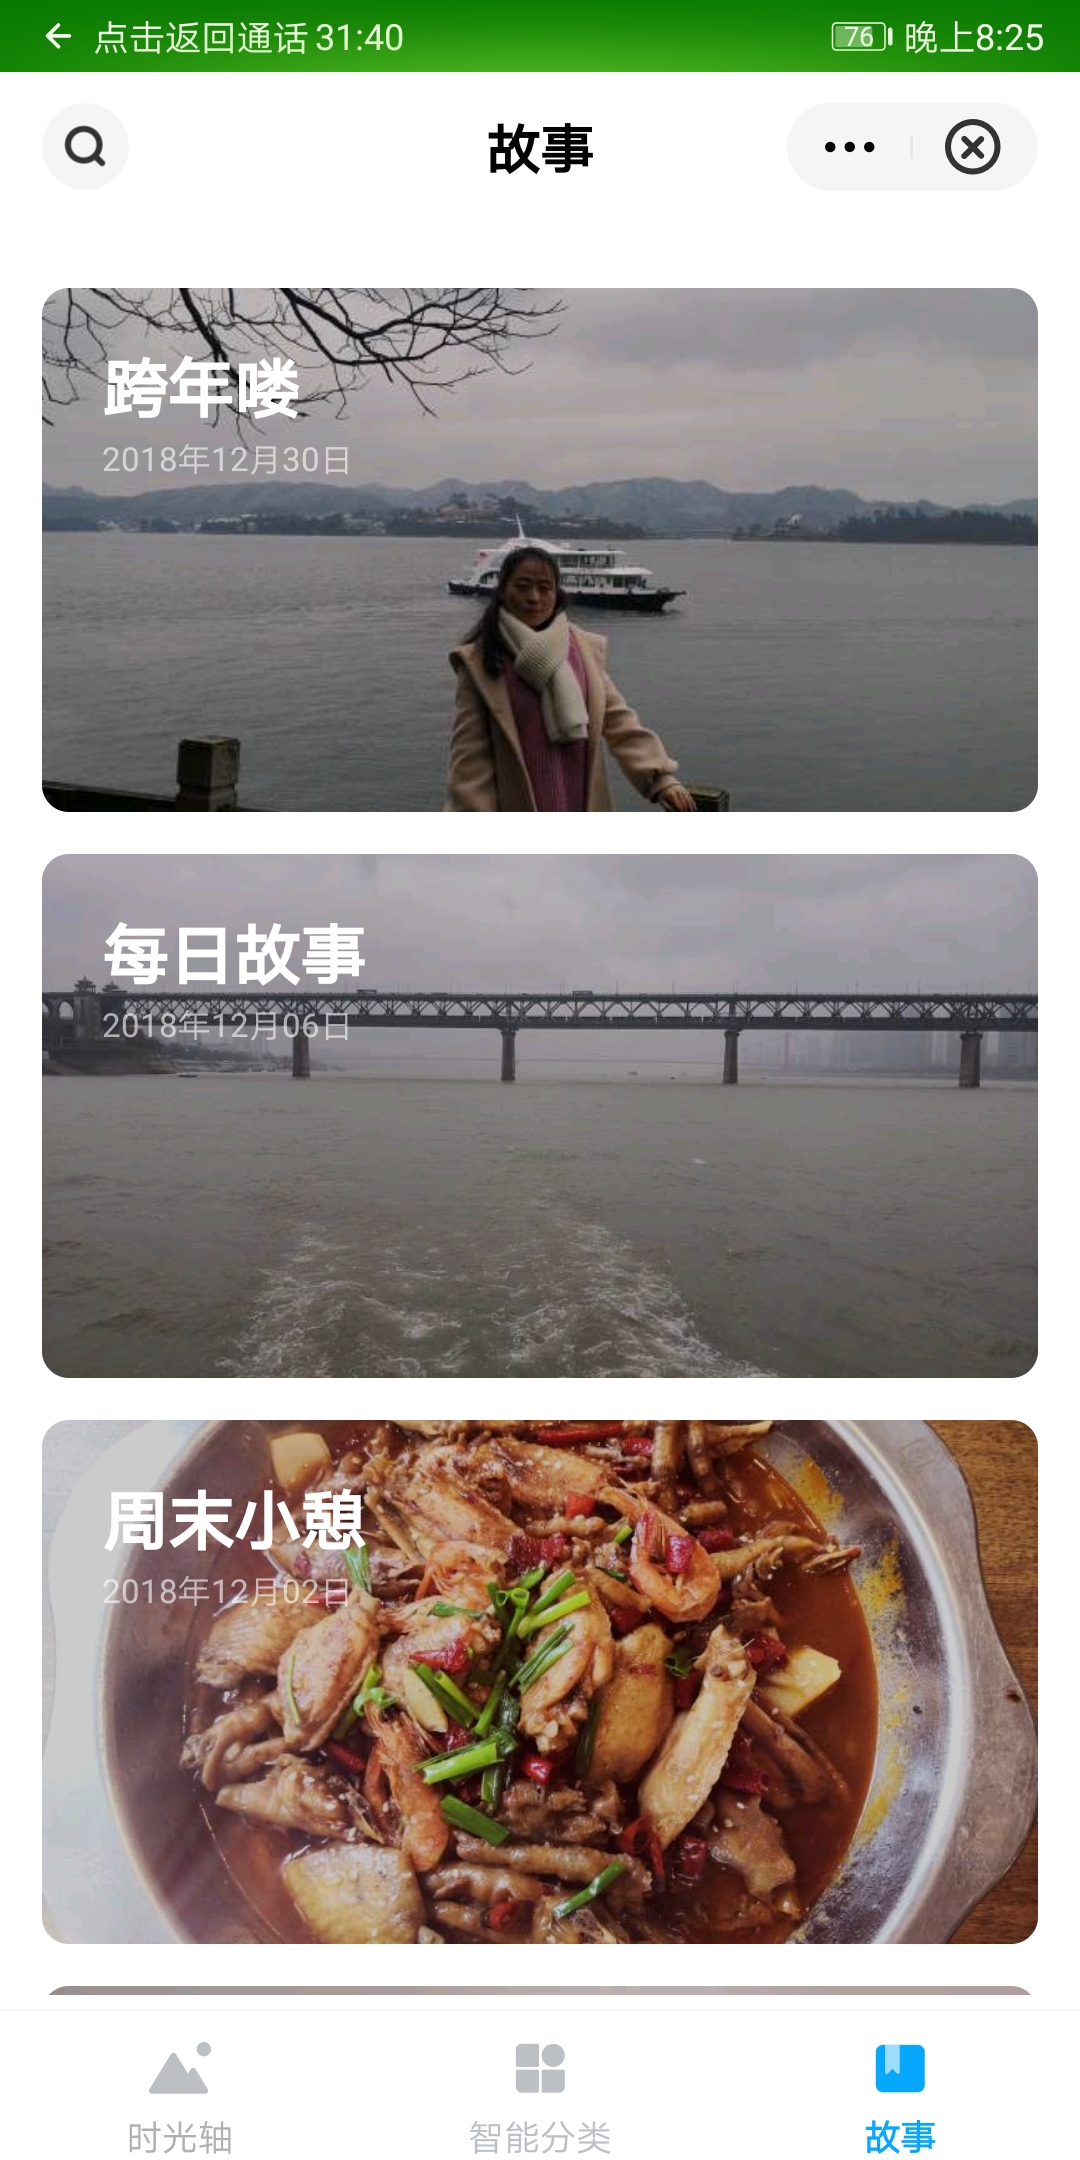 点击返回通话 31:40
76 晚上8:25
故事
跨年喽
2018年12月30日
每日故事
2018年12月06日
周末小憩
2018年12月02日
时光轴
智能分类
故事